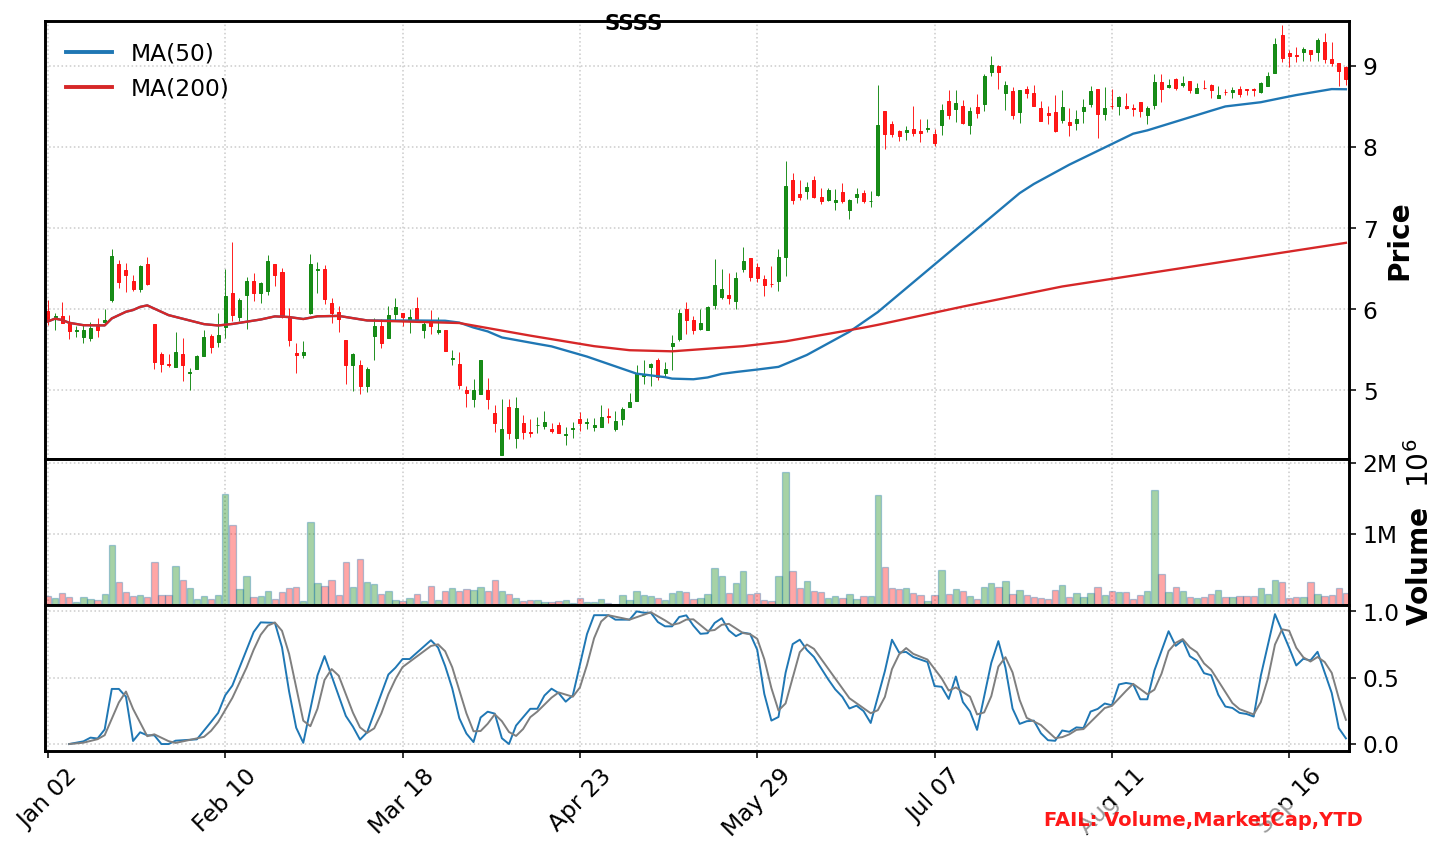 SSSS
MA(50)
MA(200)
9
8
7
6
5
Price
10⁶
2M
1M
Volume
1.0
0.5
0.0
Jan 02
Feb 10
Mar 18
Apr 23
May 29
Jul 07
Aug 11
Sep 16
FAIL: Volume,MarketCap,YTD